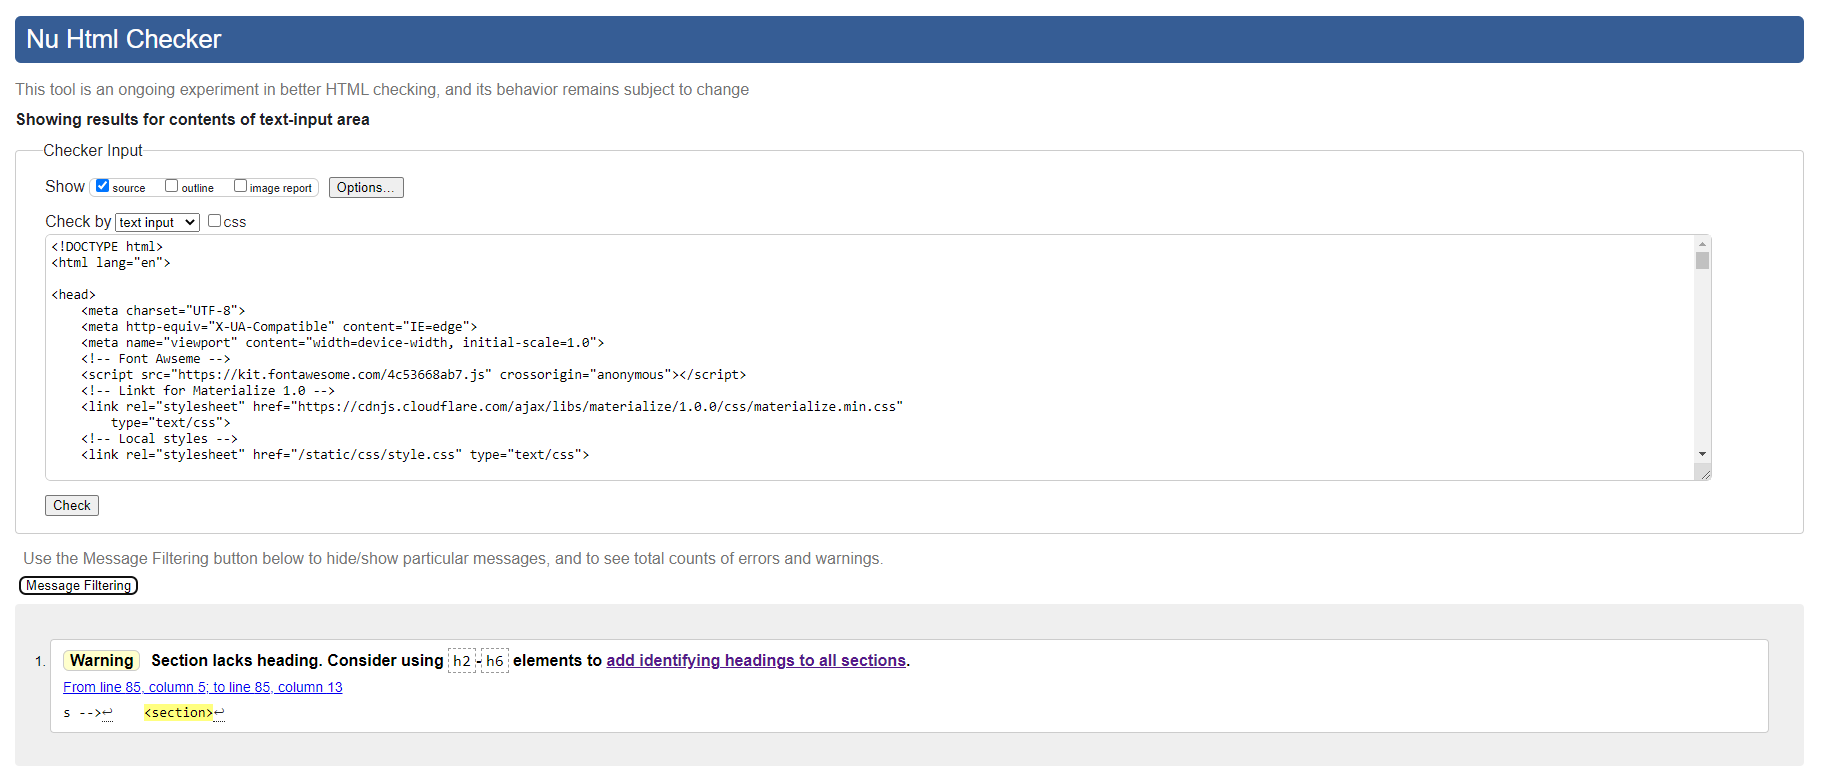 Nu Html Checker
This tool is an ongoing experiment in better HTML checking, and its behavior remains subject to change
Showing results for contents of text-input area
Checker Input
Show source outline image report Options...
Check by text input css
<!DOCTYPE html>
<html lang="en">
<head>
    <meta charset="UTF-8">
    <meta http-equiv="X-UA-Compatible" content="IE=edge">
    <meta name="viewport" content="width=device-width, initial-scale=1.0">
    <!-- Font Awseme -->
    <script src="https://kit.fontawesome.com/4c53668ab7.js" crossorigin="anonymous"></script>
    <!-- Linkt for Materialize 1.0 -->
    <link rel="stylesheet" href="https://cdnjs.cloudflare.com/ajax/libs/materialize/1.0.0/css/materialize.min.css"
        type="text/css">
    <!-- Local styles -->
    <link rel="stylesheet" href="/static/css/style.css" type="text/css">
Check
Use the Message Filtering button below to hide/show particular messages, and to see total counts of errors and warnings.
Message Filtering
1. Warning Section lacks heading. Consider using h2-h6 elements to add identifying headings to all sections.
From line 85, column 5; to line 85, column 13
s -->↩    <section>↩